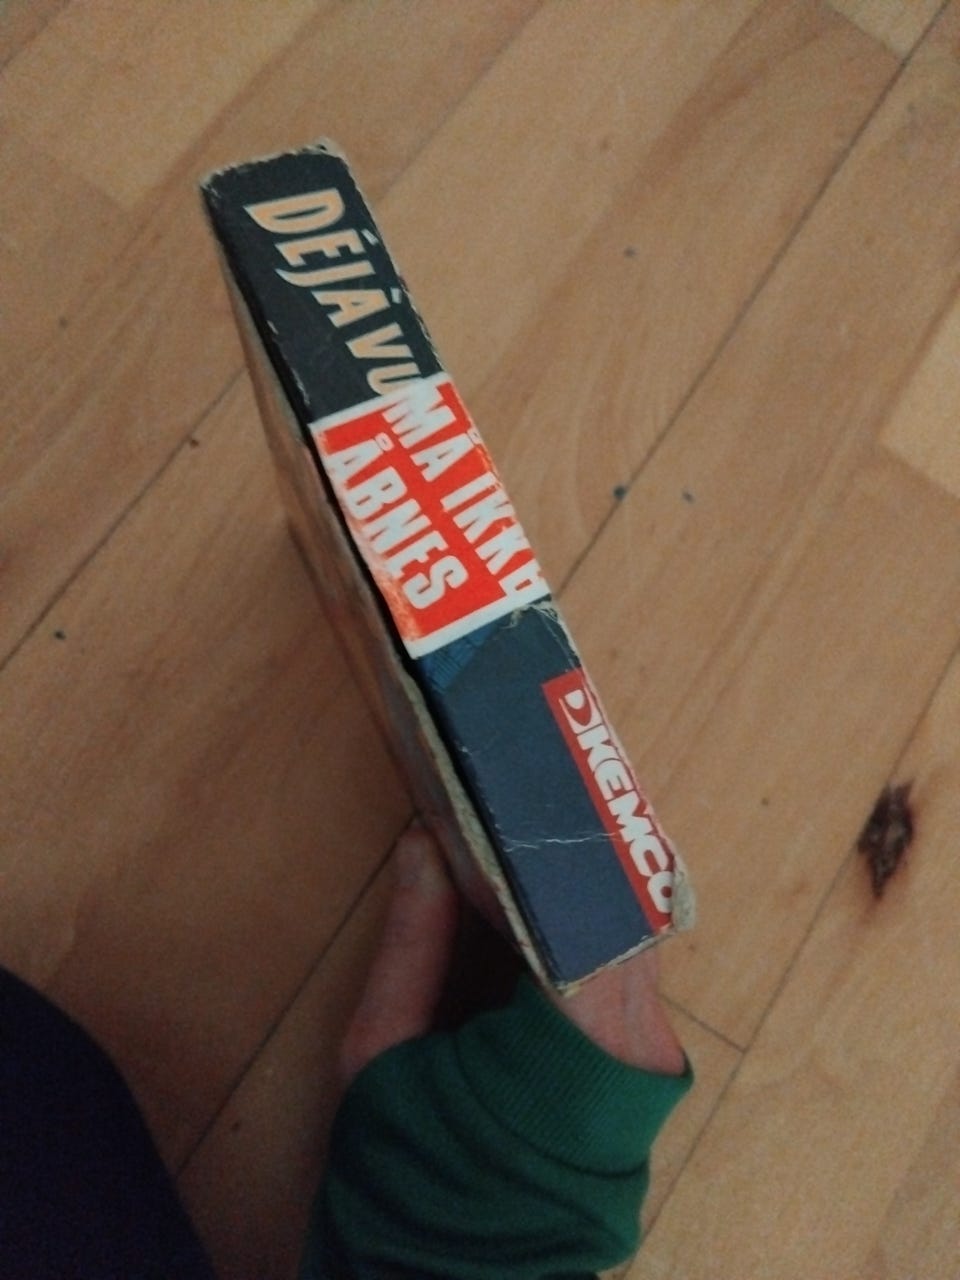 DÉJÀ VU
MÅ IKKE
ÅBNES
KEMCO